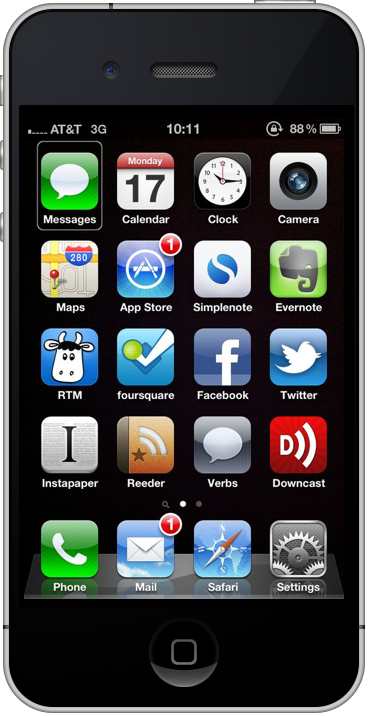 AT&T 3G 10:11 88 %
Monday
17
280
1
Messages Calendar Clock Camera
Maps App Store Simplenote Evernote
RTM foursquare Facebook Twitter
Instapaper Reeder Verbs Downcast
1
Phone Mail Safari Settings